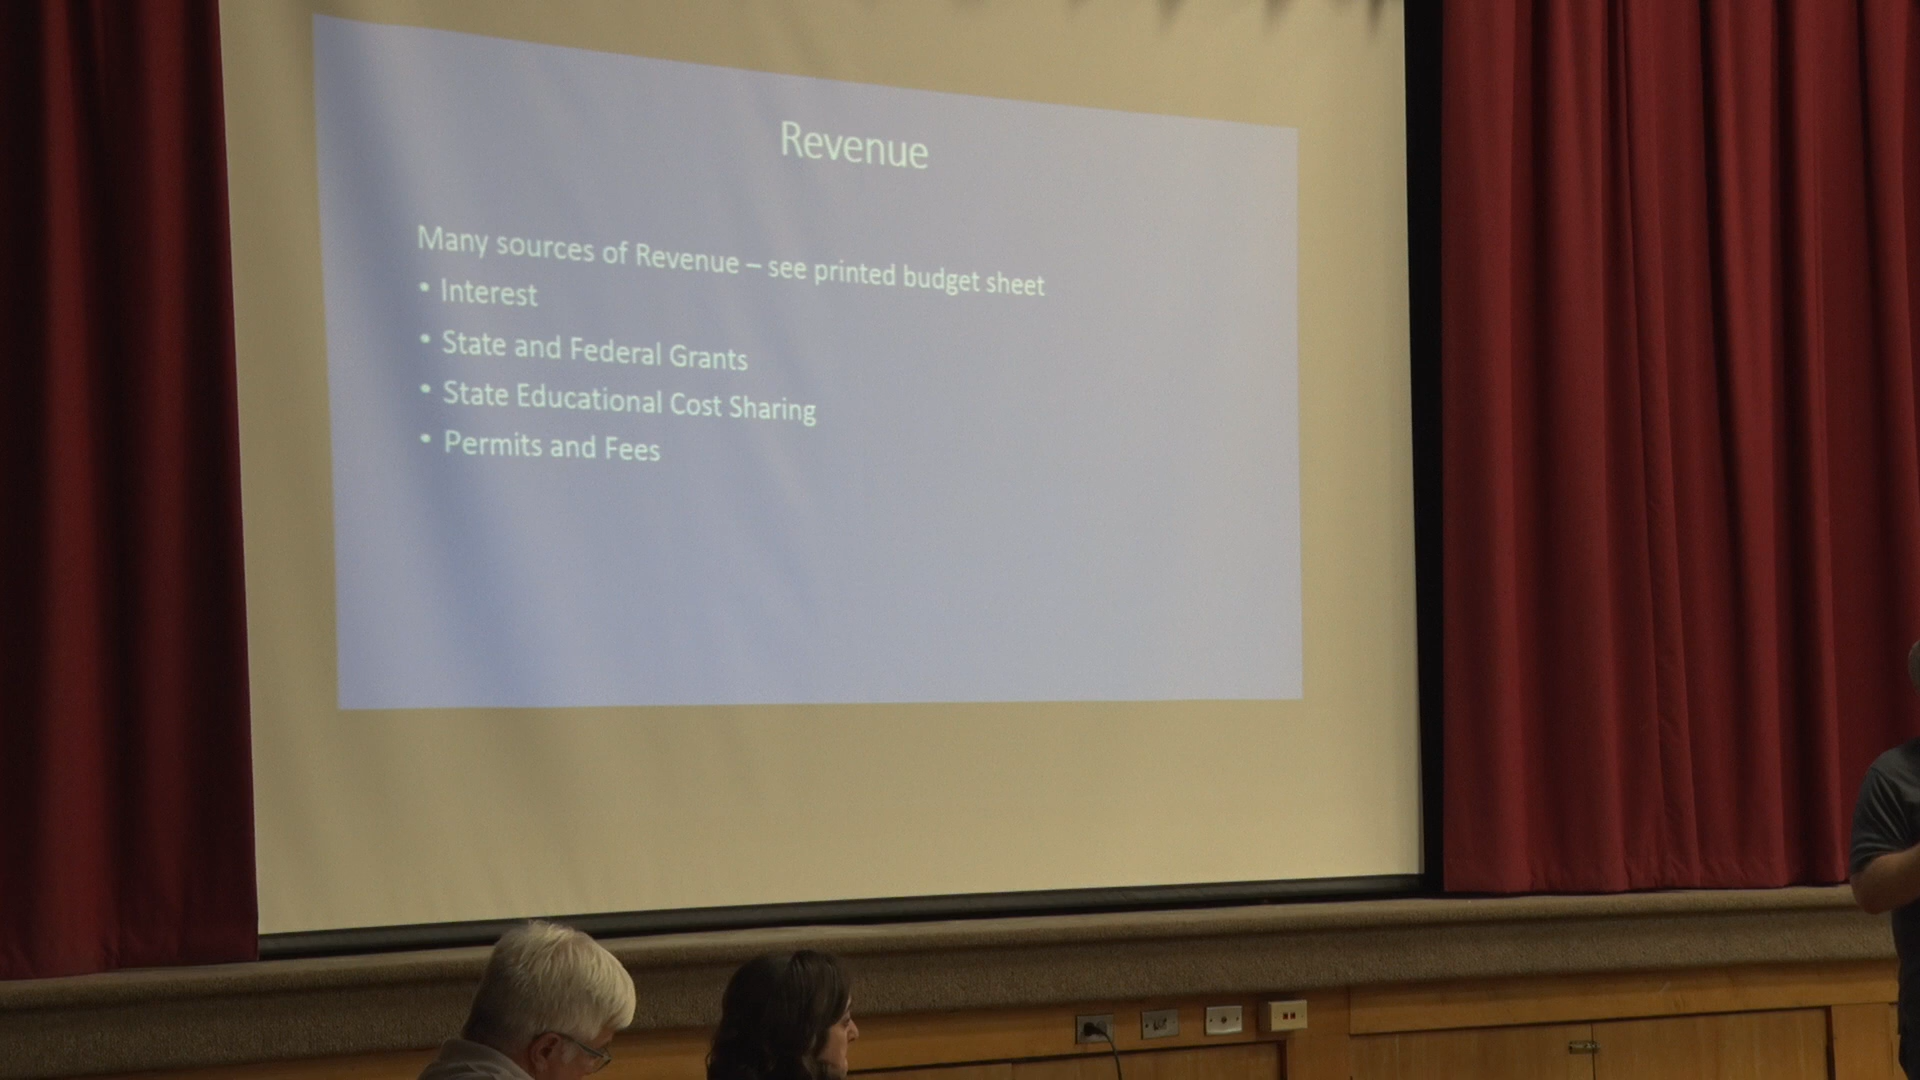 Revenue
Many sources of Revenue – see printed budget sheet
• Interest
• State and Federal Grants
• State Educational Cost Sharing
• Permits and Fees